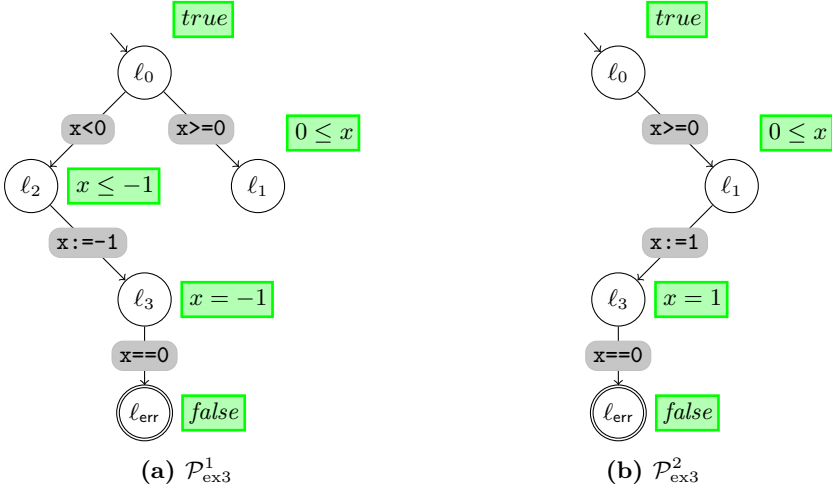 true
ℓ₀
x<0
x>=0
0 ≤ x
ℓ₂
x ≤ −1
ℓ₁
x:=-1
ℓ₃
x = −1
x==0
ℓerr
false
(a) 𝒫¹ex3
true
ℓ₀
x>=0
0 ≤ x
ℓ₁
x:=1
ℓ₃
x = 1
x==0
ℓerr
false
(b) 𝒫²ex3